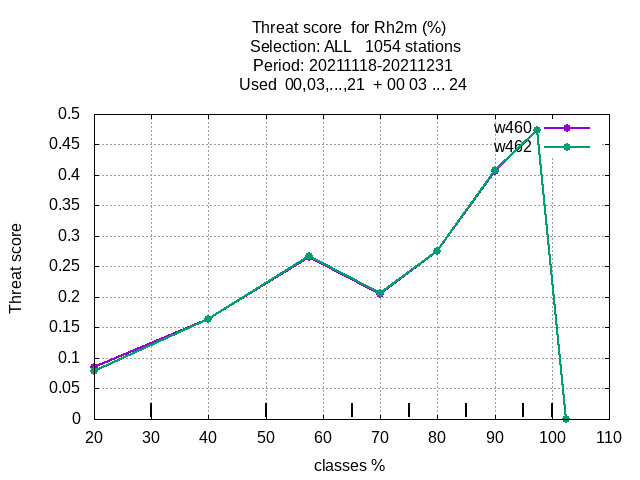 Threat score  for Rh2m (%)
Selection: ALL   1054 stations
Period: 20211118-20211231
Used  00,03,...,21  + 00 03 ... 24
0.5
0.45
0.4
0.35
0.3
0.25
0.2
0.15
0.1
0.05
0
Threat score
w460
w462
20 30 40 50 60 70 80 90 100 110
classes %